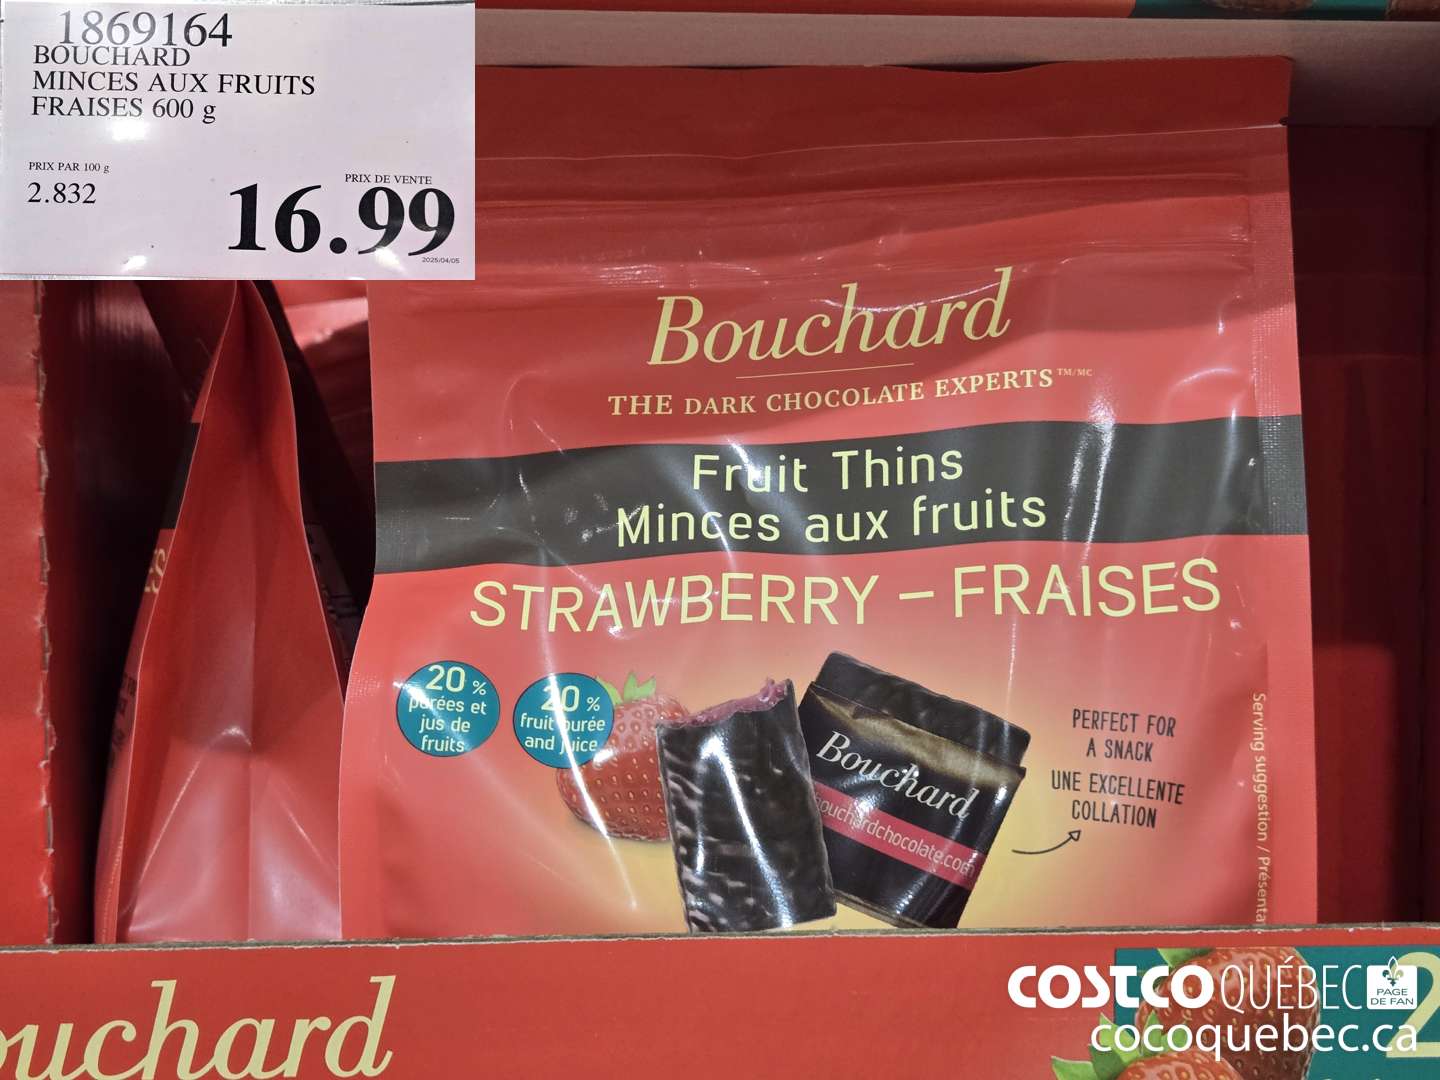 1869164
BOUCHARD
MINCES AUX FRUITS
FRAISES 600 g
PRIX PAR 100 g
2.832
PRIX DE VENTE
16.99
2025/04/05
Bouchard
THE DARK CHOCOLATE EXPERTS TM/MC
Fruit Thins
Minces aux fruits
STRAWBERRY – FRAISES
20 %
purées et
jus de
fruits
20 %
fruit purée
and juice
Bouchard
bouchardchocolate.com
PERFECT FOR
A SNACK
UNE EXCELLENTE
COLLATION
Serving suggestion / Présenta
ouchard
2
COSTCO QUÉBEC
PAGE
DE FAN
cocoquebec.ca